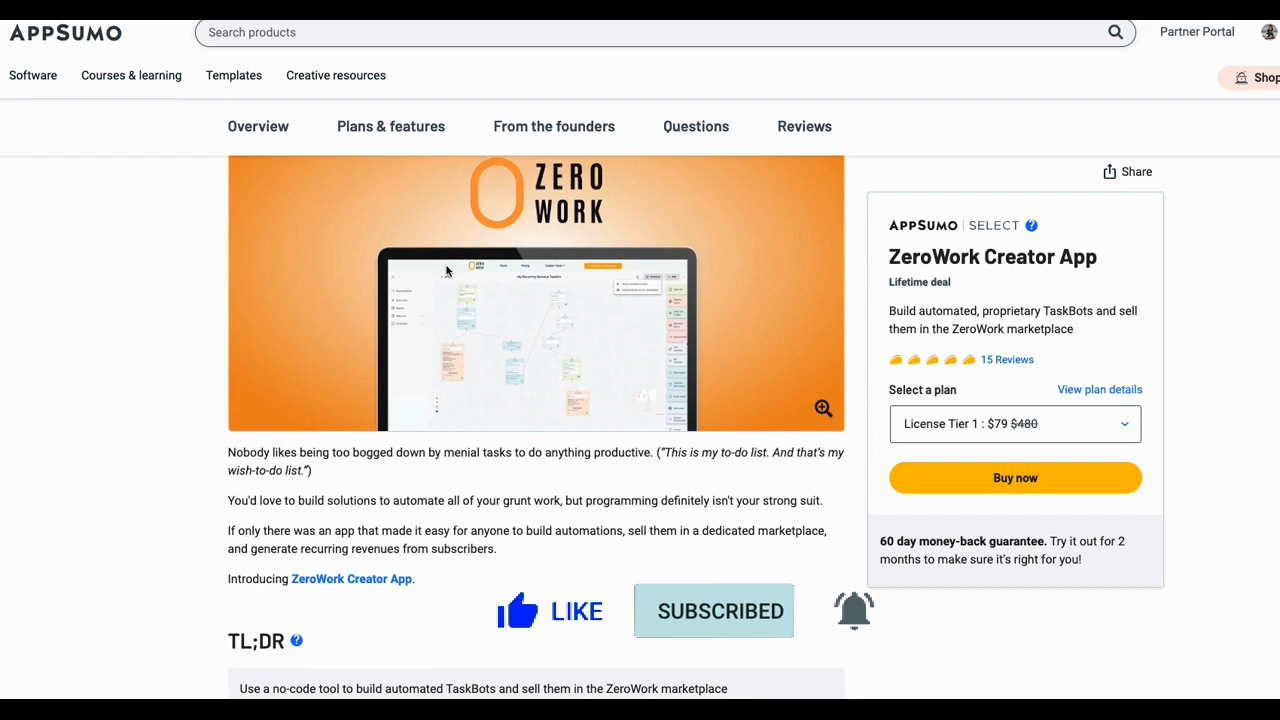 APPSUMO
Search products
Partner Portal
Software
Courses & learning
Templates
Creative resources
Shop
Overview
Plans & features
From the founders
Questions
Reviews
ZERO
WORK
Share
APPSUMO | SELECT
ZeroWork Creator App
Lifetime deal
Build automated, proprietary TaskBots and sell
them in the ZeroWork marketplace
15 Reviews
Select a plan
View plan details
License Tier 1 : $79 $480
Buy now
60 day money-back guarantee. Try it out for 2
months to make sure it's right for you!
Nobody likes being too bogged down by menial tasks to do anything productive. (“This is my to-do list. And that’s my
wish-to-do list.”)
You'd love to build solutions to automate all of your grunt work, but programming definitely isn't your strong suit.
If only there was an app that made it easy for anyone to build automations, sell them in a dedicated marketplace,
and generate recurring revenues from subscribers.
Introducing ZeroWork Creator App.
LIKE
SUBSCRIBED
TL;DR
Use a no-code tool to build automated TaskBots and sell them in the ZeroWork marketplace